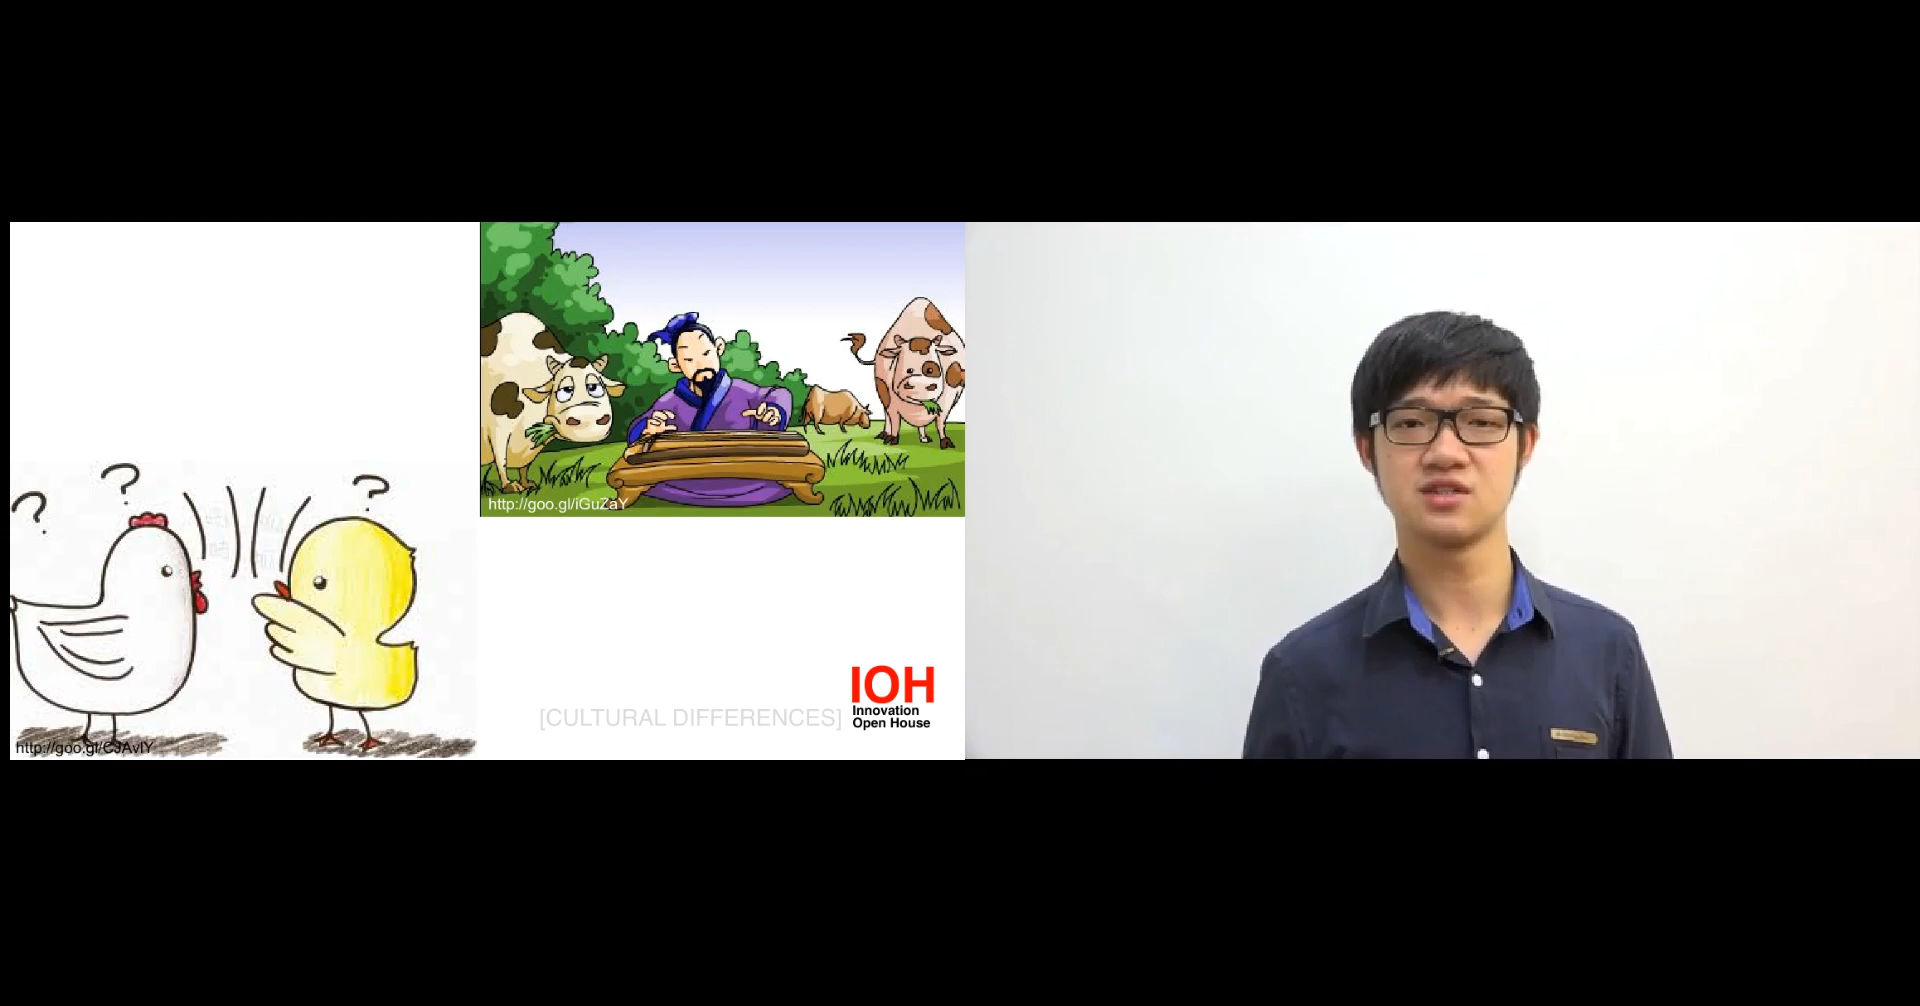 http://goo.gl/iGuZaY
IOH
Innovation
Open House
[CULTURAL DIFFERENCES]